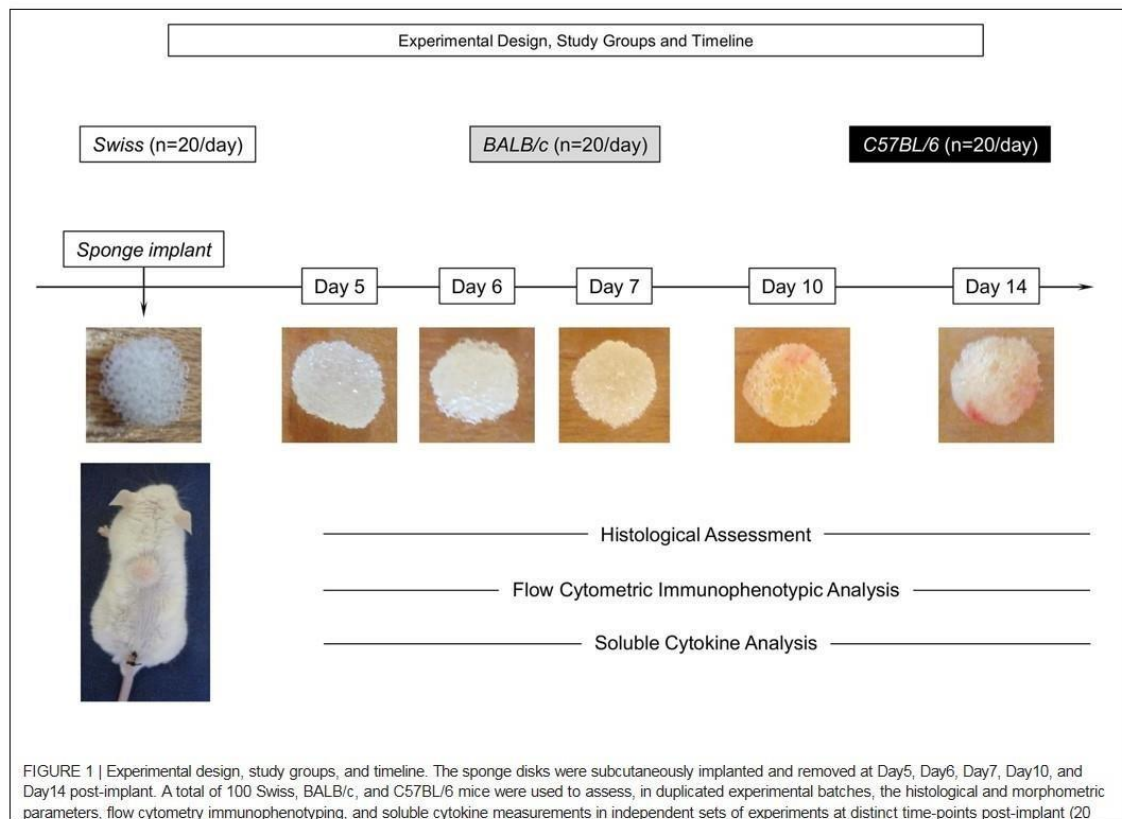 Experimental Design, Study Groups and Timeline
Swiss (n=20/day)
BALB/c (n=20/day)
C57BL/6 (n=20/day)
Sponge implant
Day 5
Day 6
Day 7
Day 10
Day 14
Histological Assessment
Flow Cytometric Immunophenotypic Analysis
Soluble Cytokine Analysis
FIGURE 1 | Experimental design, study groups, and timeline. The sponge disks were subcutaneously implanted and removed at Day5, Day6, Day7, Day10, and
Day14 post-implant. A total of 100 Swiss, BALB/c, and C57BL/6 mice were used to assess, in duplicated experimental batches, the histological and morphometric
parameters, flow cytometry immunophenotyping, and soluble cytokine measurements in independent sets of experiments at distinct time-points post-implant (20